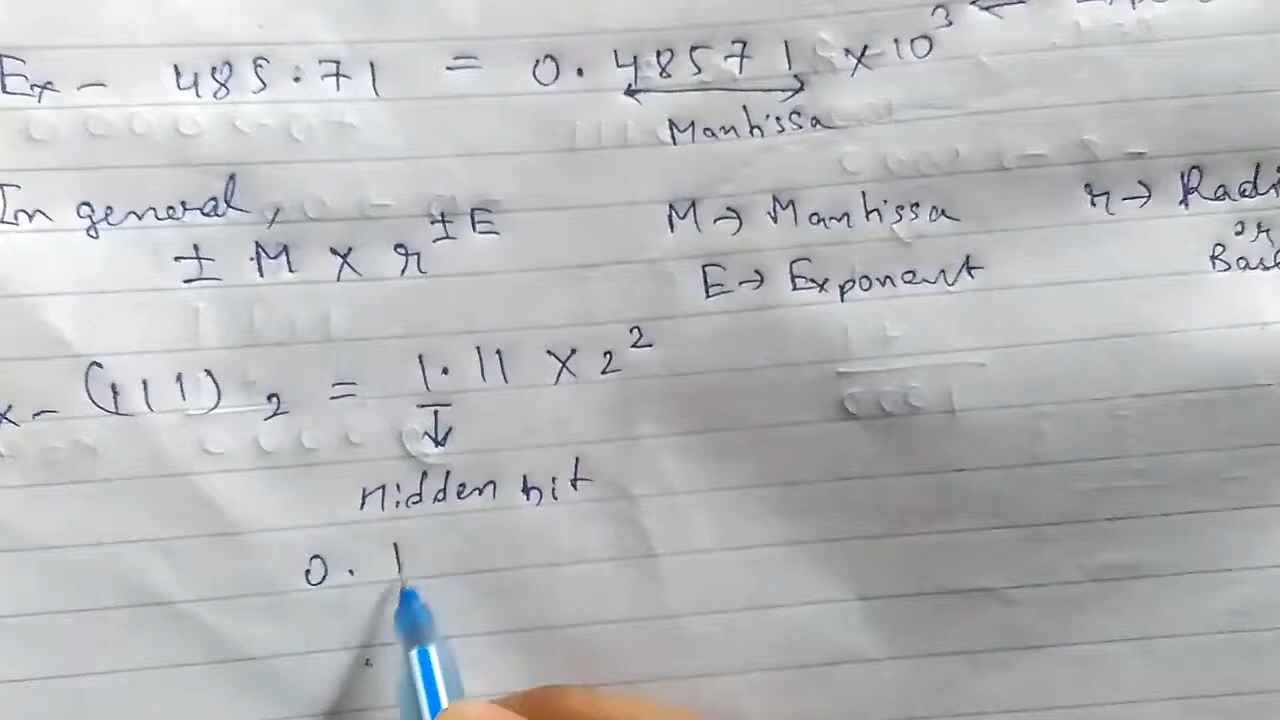 Ex - 485.71 = 0.48571 × 10³ ←
Mantissa
In general,
± M × r^±E
M → Mantissa
E → Exponent
r → Radi
or
Bas
x - (111)₂ = 1.11 × 2²
↓
Hidden bit
0.1